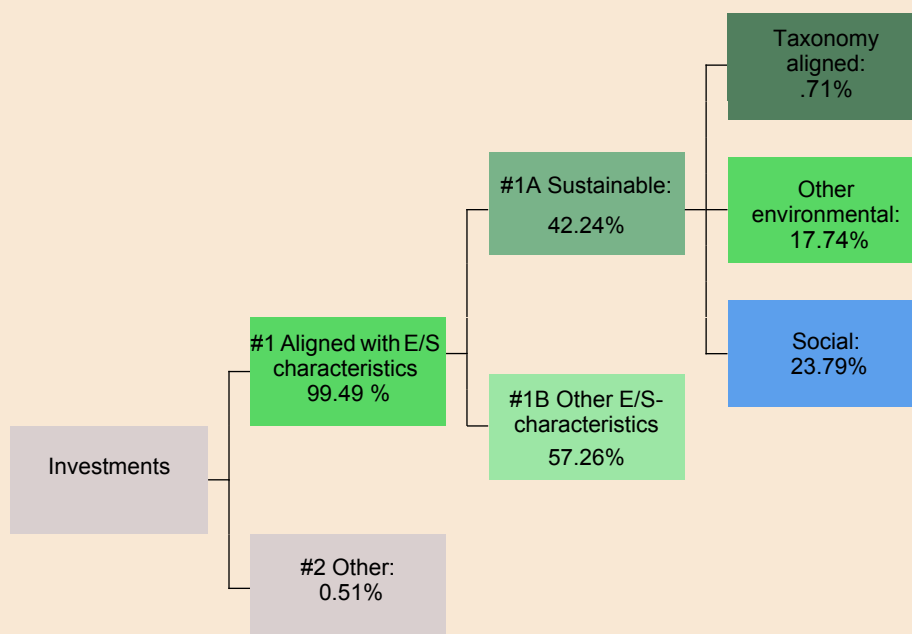 Taxonomy
aligned:
.71%
#1A Sustainable:
42.24%
Other
environmental:
17.74%
#1 Aligned with E/S
characteristics
99.49 %
Social:
23.79%
#1B Other E/S-
characteristics
57.26%
Investments
#2 Other:
0.51%